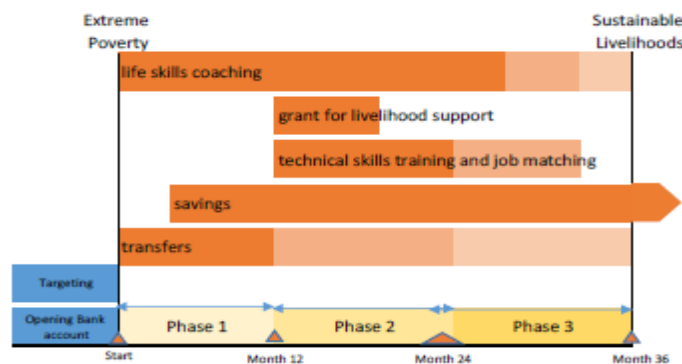 Extreme
Poverty
Sustainable
Livelihoods
life skills coaching
grant for livelihood support
technical skills training and job matching
savings
transfers
Targeting
Opening Bank
account
Phase 1
Phase 2
Phase 3
Start
Month 12
Month 24
Month 36